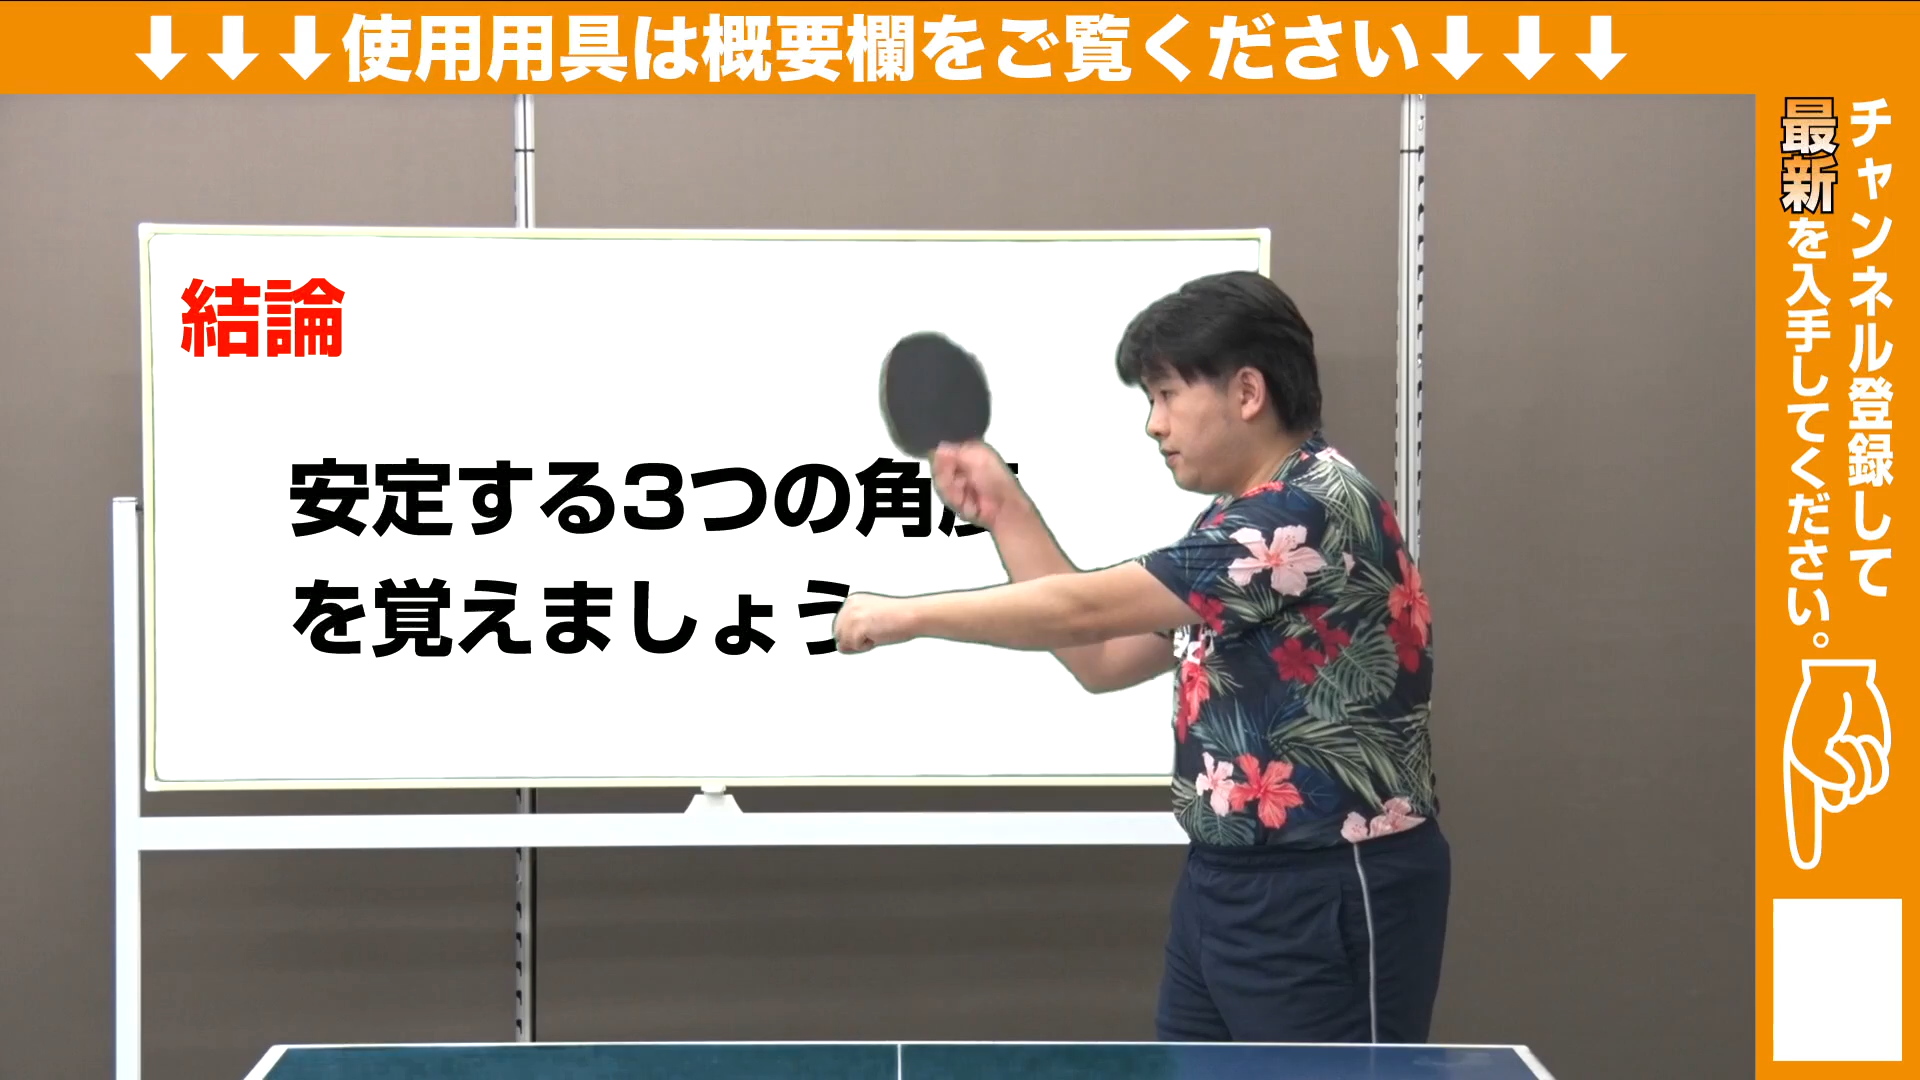 ↓↓↓使用用具は概要欄をご覧ください↓↓↓
チャンネル登録して
最新を入手してください。
結論
安定する3つの角度
を覚えましょう